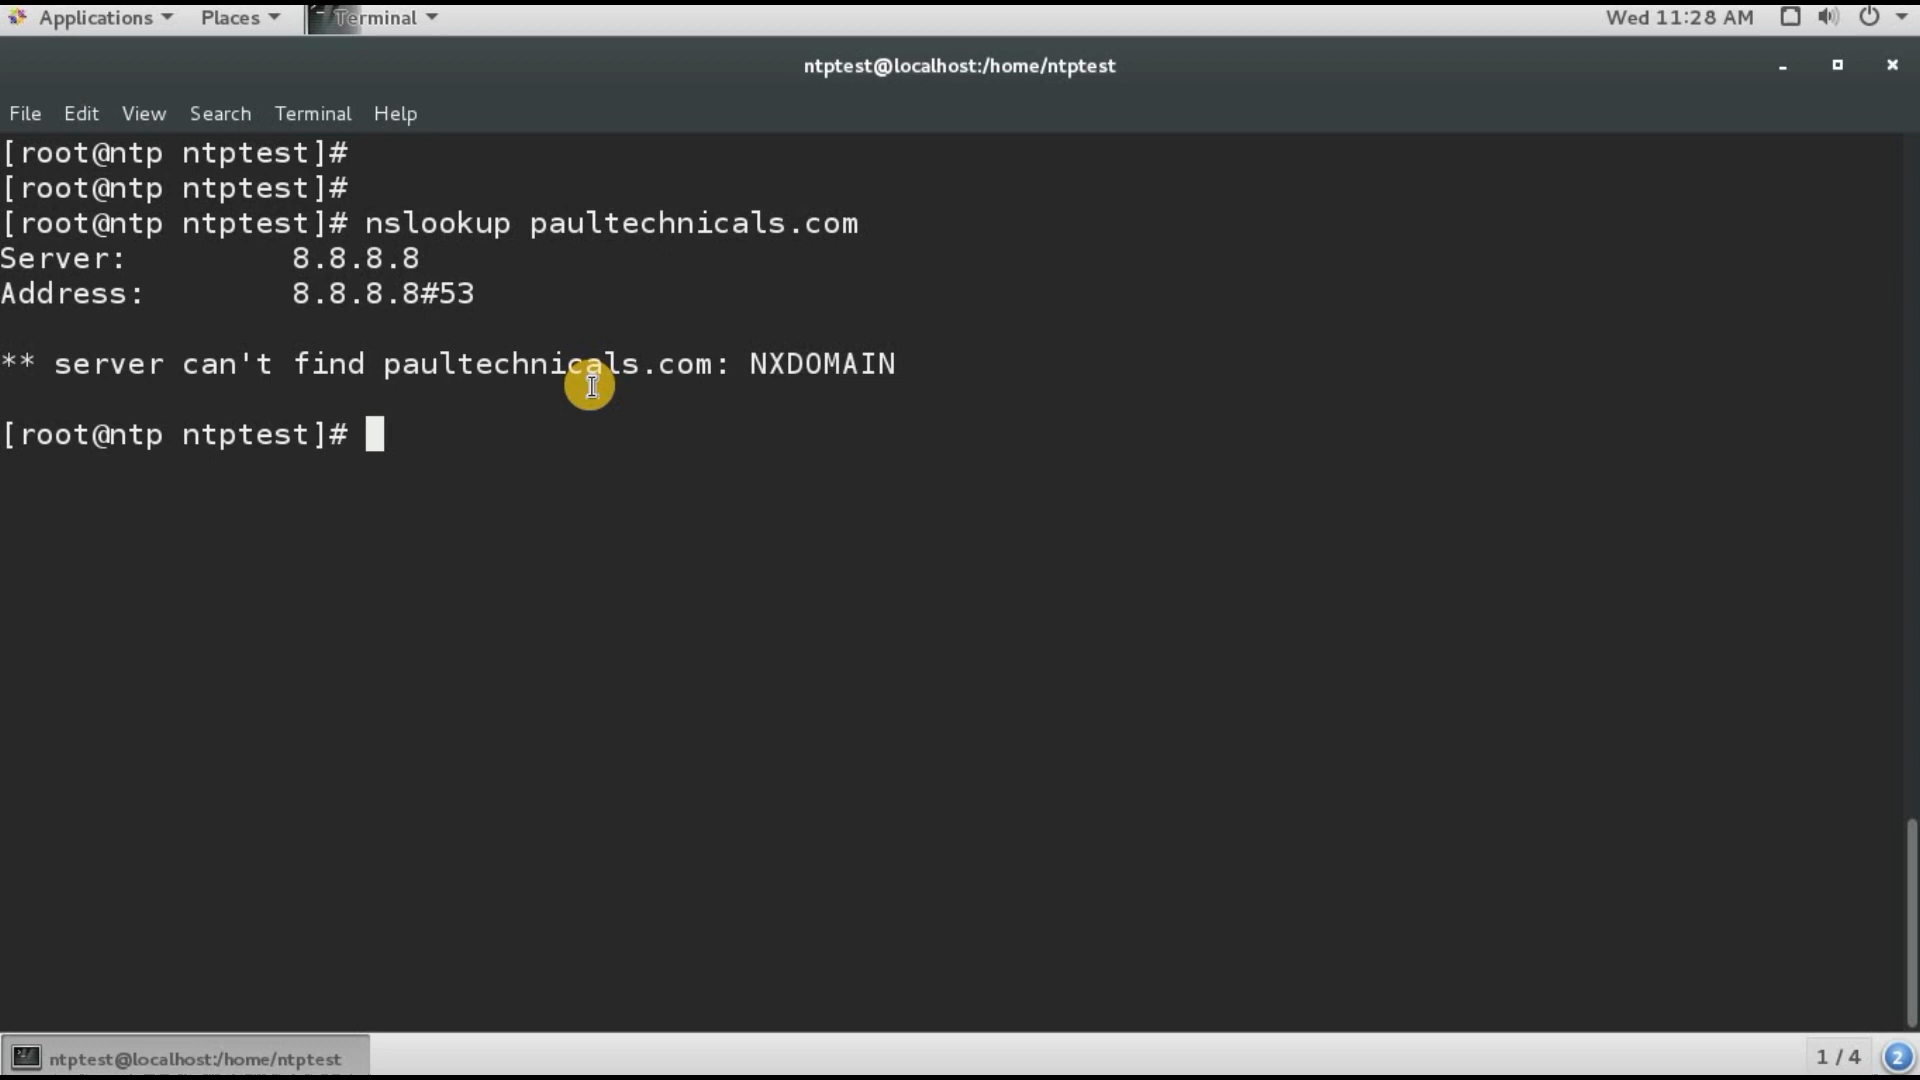 Applications Places Terminal Wed 11:28 AM
ntptest@localhost:/home/ntptest
File Edit View Search Terminal Help
[root@ntp ntptest]#
[root@ntp ntptest]#
[root@ntp ntptest]# nslookup paultechnicals.com
Server: 8.8.8.8
Address: 8.8.8.8#53
** server can't find paultechnicals.com: NXDOMAIN
[root@ntp ntptest]#
ntptest@localhost:/home/ntptest 1 / 4 2